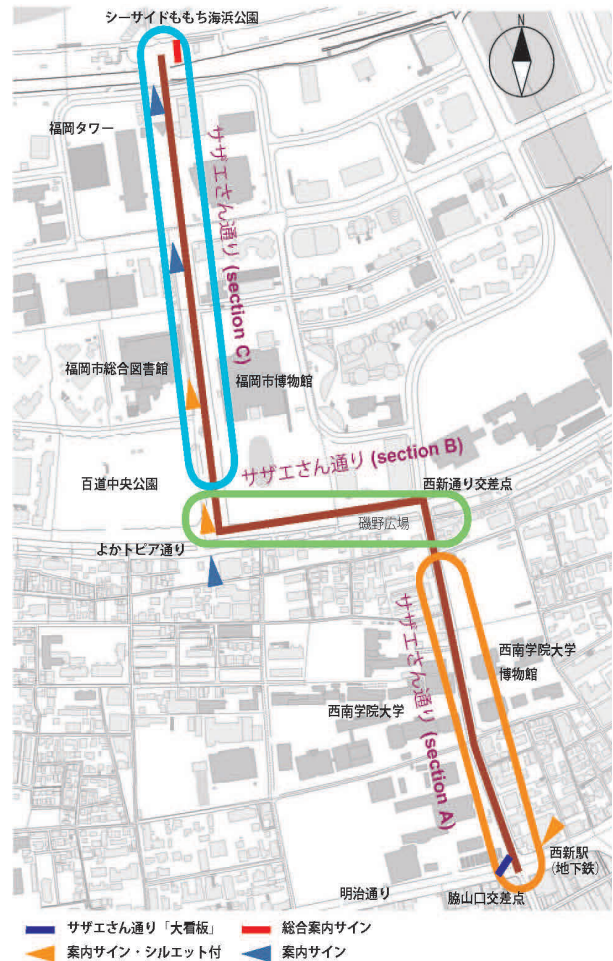 シーサイドももち海浜公園
N
福岡タワー
サザエさん通り (section C)
福岡市総合図書館
福岡市博物館
サザエさん通り (section B)
百道中央公園
西新通り交差点
磯野広場
よかトピア通り
サザエさん通り (section A)
西南学院大学
博物館
西南学院大学
西新駅
(地下鉄)
明治通り
脇山口交差点
サザエさん通り「大看板」
総合案内サイン
案内サイン・シルエット付
案内サイン